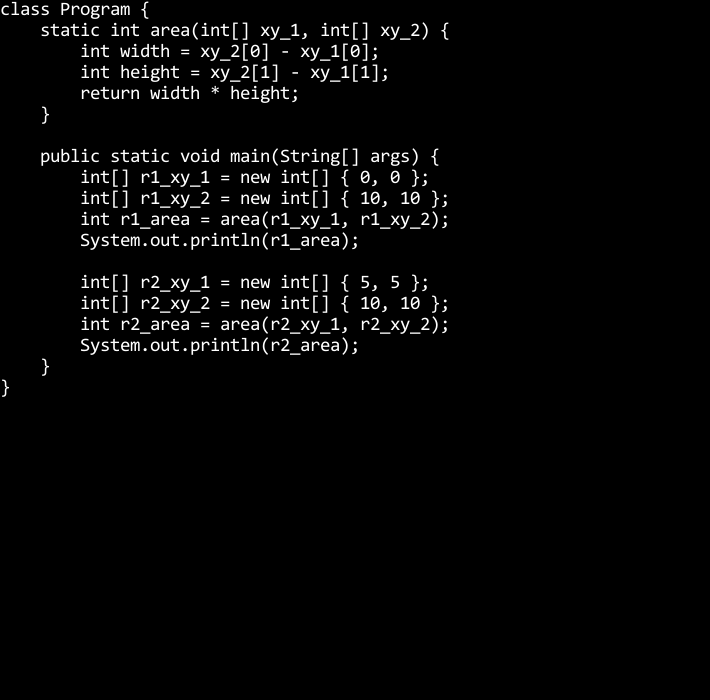 class Program {
    static int area(int[] xy_1, int[] xy_2) {
        int width = xy_2[0] - xy_1[0];
        int height = xy_2[1] - xy_1[1];
        return width * height;
    }

    public static void main(String[] args) {
        int[] r1_xy_1 = new int[] { 0, 0 };
        int[] r1_xy_2 = new int[] { 10, 10 };
        int r1_area = area(r1_xy_1, r1_xy_2);
        System.out.println(r1_area);

        int[] r2_xy_1 = new int[] { 5, 5 };
        int[] r2_xy_2 = new int[] { 10, 10 };
        int r2_area = area(r2_xy_1, r2_xy_2);
        System.out.println(r2_area);
    }
}